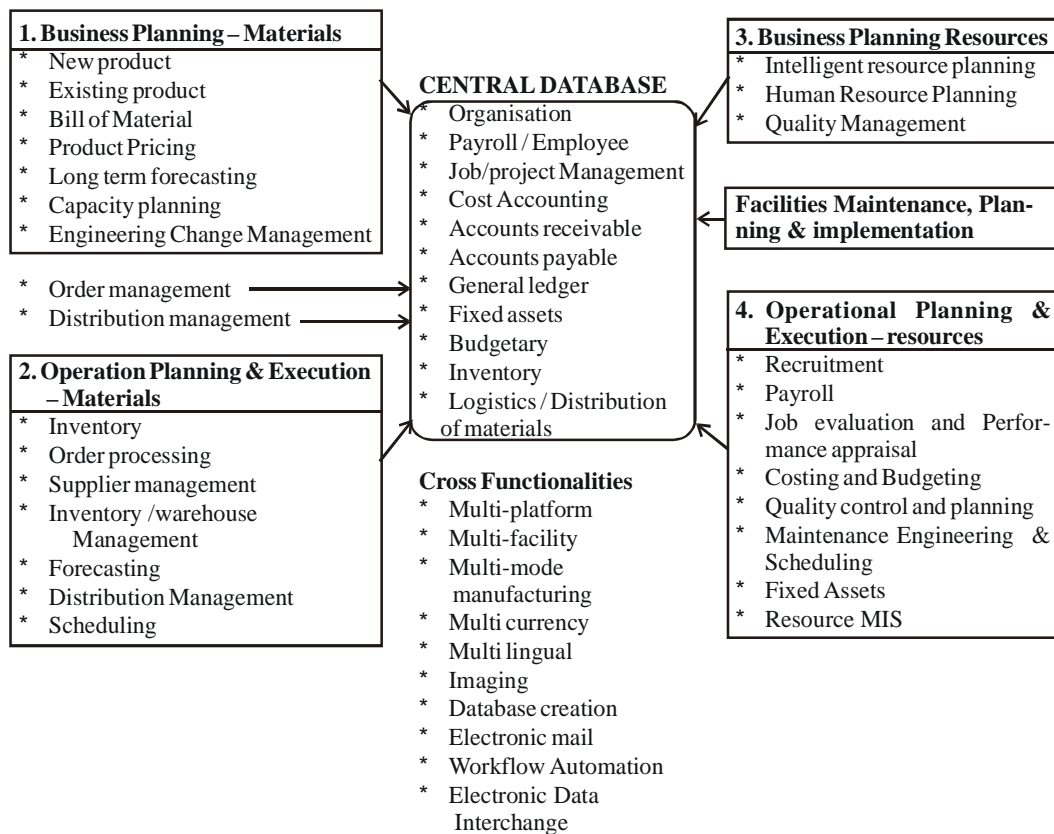 1. Business Planning – Materials
* New product
* Existing product
* Bill of Material
* Product Pricing
* Long term forecasting
* Capacity planning
* Engineering Change Management
* Order management
* Distribution management
2. Operation Planning & Execution
– Materials
* Inventory
* Order processing
* Supplier management
* Inventory /warehouse
Management
* Forecasting
* Distribution Management
* Scheduling
CENTRAL DATABASE
* Organisation
* Payroll / Employee
* Job/project Management
* Cost Accounting
* Accounts receivable
* Accounts payable
* General ledger
* Fixed assets
* Budgetary
* Inventory
* Logistics / Distribution
of materials
Cross Functionalities
* Multi-platform
* Multi-facility
* Multi-mode
manufacturing
* Multi currency
* Multi lingual
* Imaging
* Database creation
* Electronic mail
* Workflow Automation
* Electronic Data
Interchange
3. Business Planning Resources
* Intelligent resource planning
* Human Resource Planning
* Quality Management
Facilities Maintenance, Plan-
ning & implementation
4. Operational Planning &
Execution – resources
* Recruitment
* Payroll
* Job evaluation and Perfor-
mance appraisal
* Costing and Budgeting
* Quality control and planning
* Maintenance Engineering &
Scheduling
* Fixed Assets
* Resource MIS